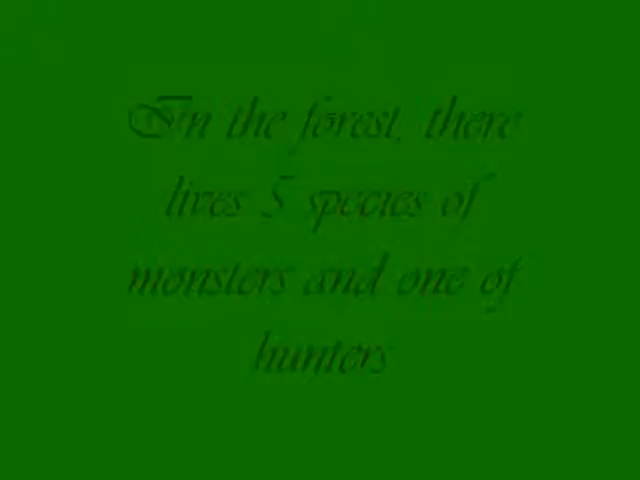 In the forest, there
lives 5 species of
monsters and one of
hunters